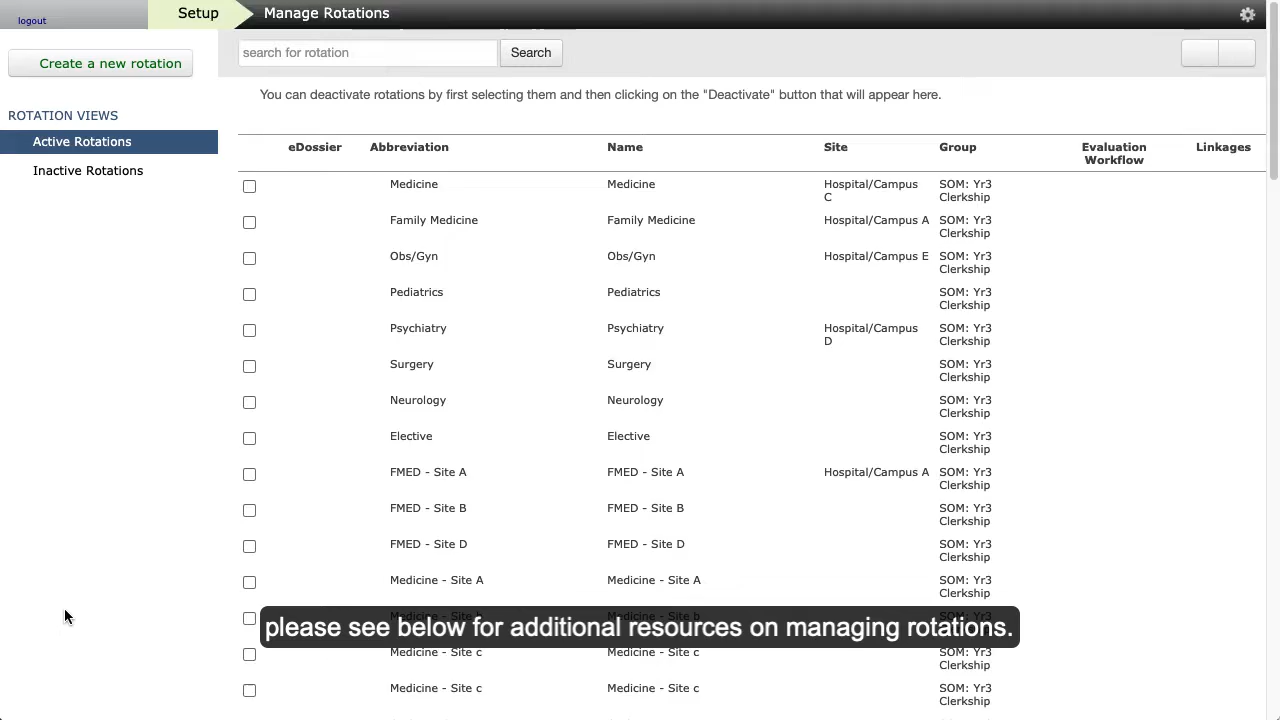 logout
Setup
Manage Rotations
Create a new rotation
search for rotation
Search
ROTATION VIEWS
Active Rotations
Inactive Rotations
You can deactivate rotations by first selecting them and then clicking on the "Deactivate" button that will appear here.
eDossier Abbreviation Name Site Group Evaluation Workflow Linkages
Medicine Medicine Hospital/Campus C SOM: Yr3 Clerkship
Family Medicine Family Medicine Hospital/Campus A SOM: Yr3 Clerkship
Obs/Gyn Obs/Gyn Hospital/Campus E SOM: Yr3 Clerkship
Pediatrics Pediatrics SOM: Yr3 Clerkship
Psychiatry Psychiatry Hospital/Campus D SOM: Yr3 Clerkship
Surgery Surgery SOM: Yr3 Clerkship
Neurology Neurology SOM: Yr3 Clerkship
Elective Elective SOM: Yr3 Clerkship
FMED - Site A FMED - Site A Hospital/Campus A SOM: Yr3 Clerkship
FMED - Site B FMED - Site B SOM: Yr3 Clerkship
FMED - Site D FMED - Site D SOM: Yr3 Clerkship
Medicine - Site A Medicine - Site A SOM: Yr3 Clerkship
please see below for additional resources on managing rotations.
Medicine - Site c Medicine - Site c SOM: Yr3 Clerkship
Medicine - Site c Medicine - Site c SOM: Yr3 Clerkship